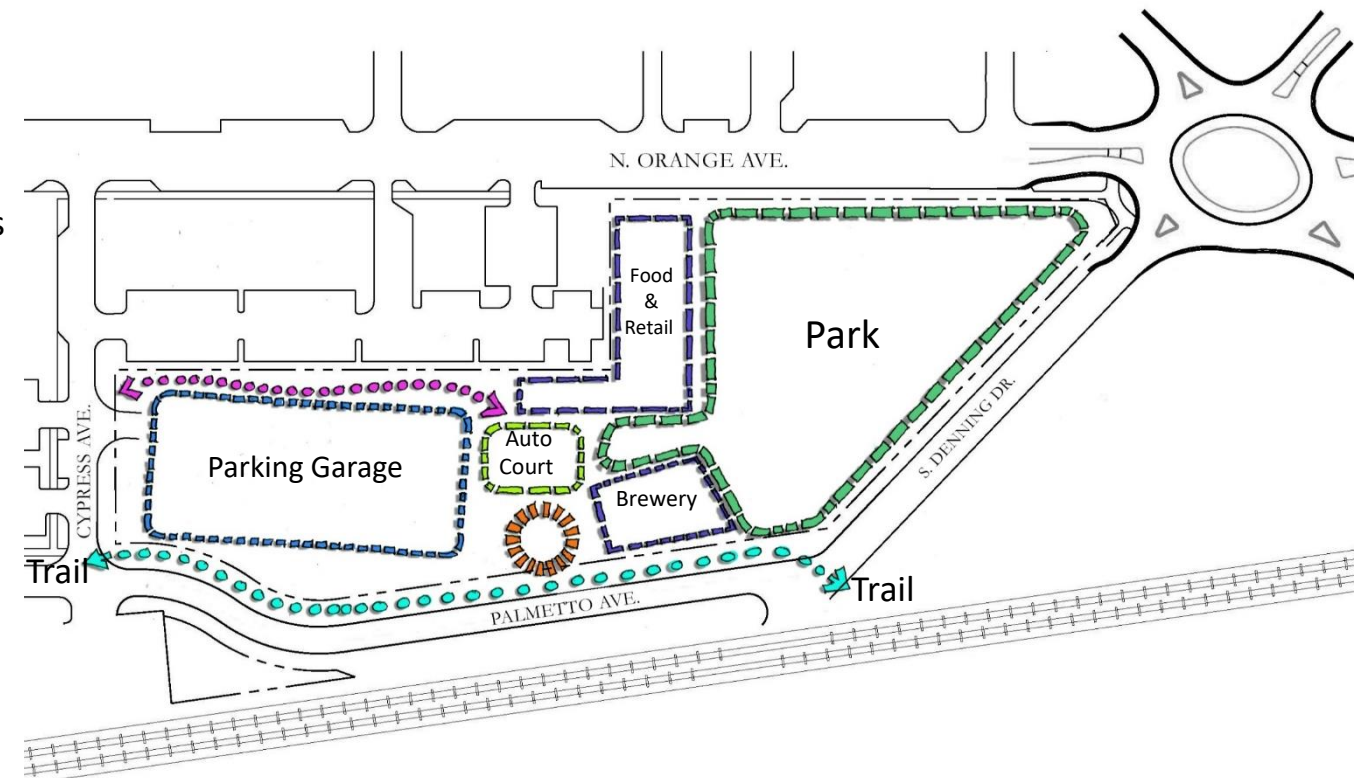 N. ORANGE AVE.
s
Food
&
Retail
Park
CYPRESS AVE.
Auto
Court
Parking Garage
Brewery
S. DENNING DR.
Trail
Trail
PALMETTO AVE.